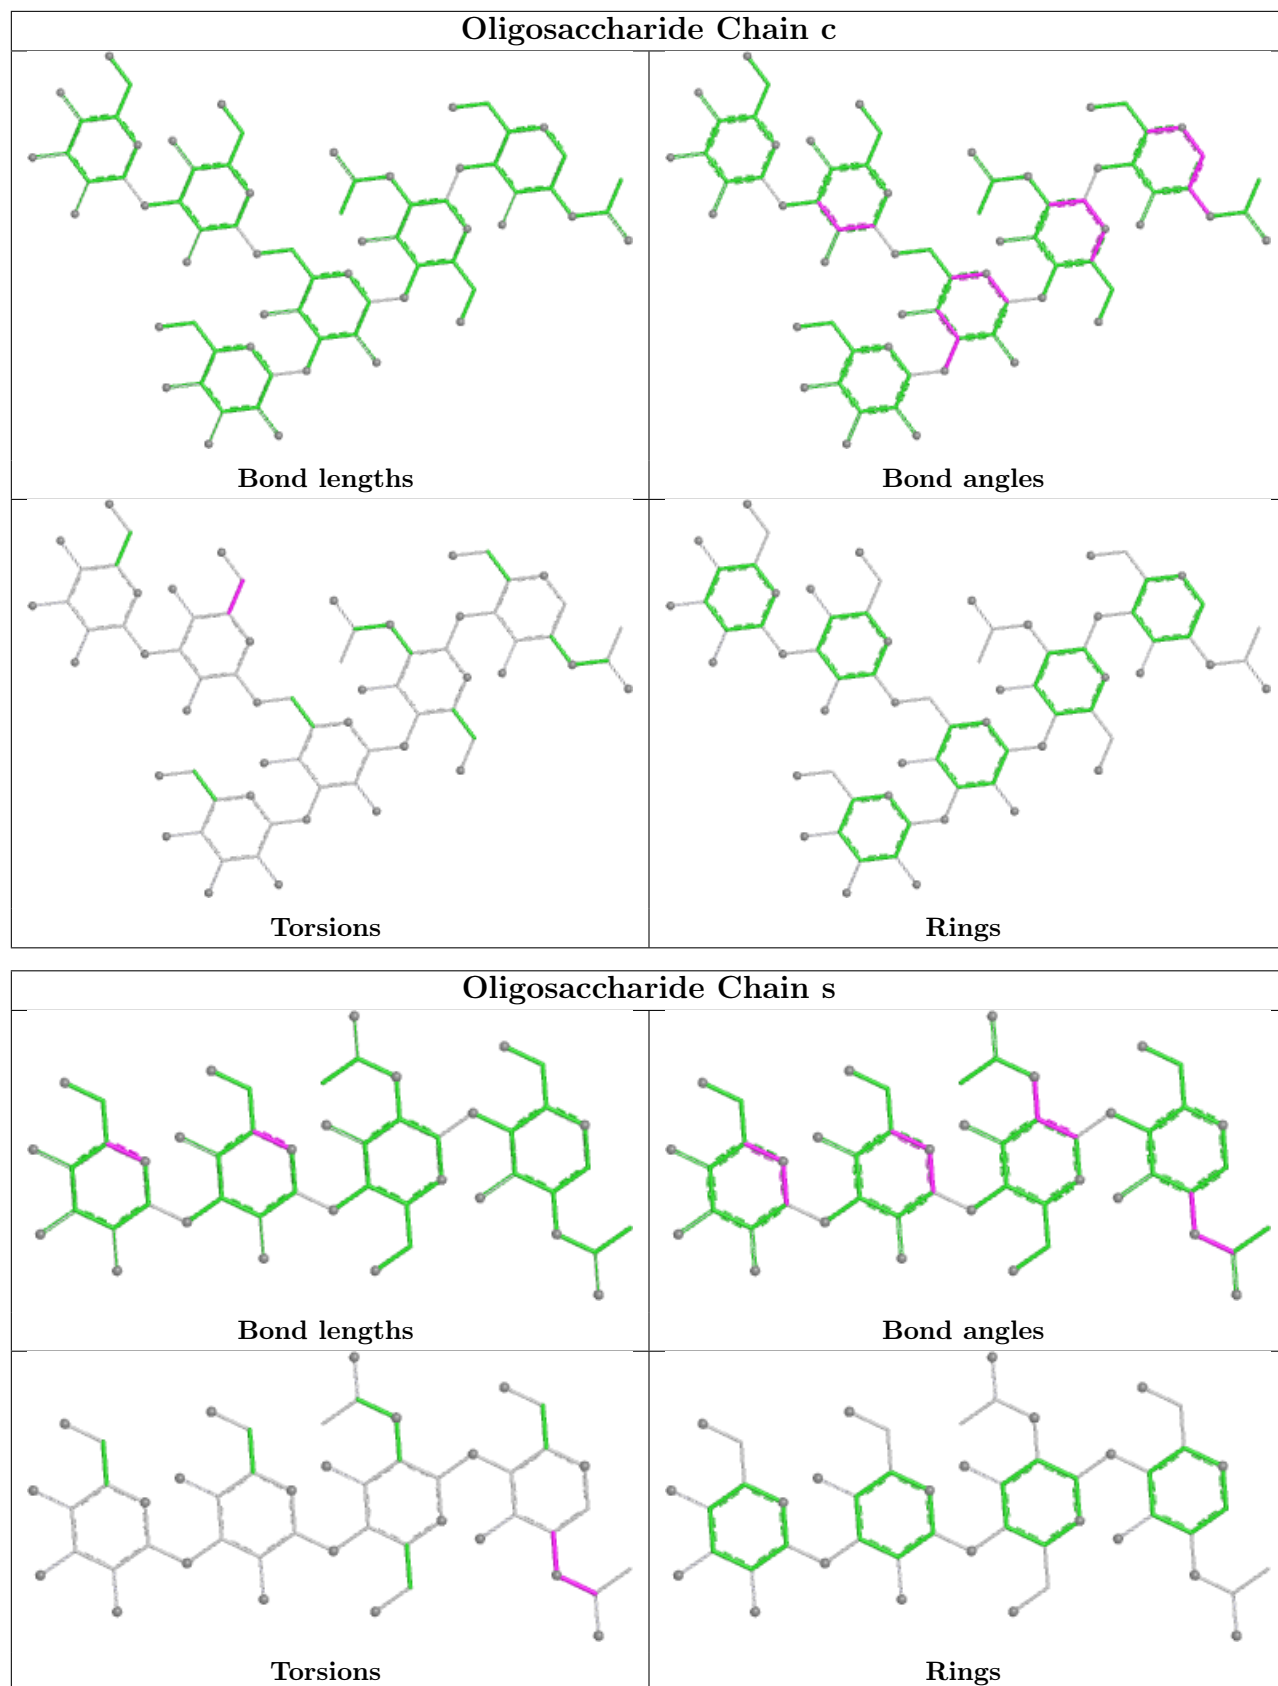 Oligosaccharide Chain c
Bond lengths
Bond angles
Torsions
Rings
Oligosaccharide Chain s
Bond lengths
Bond angles
Torsions
Rings